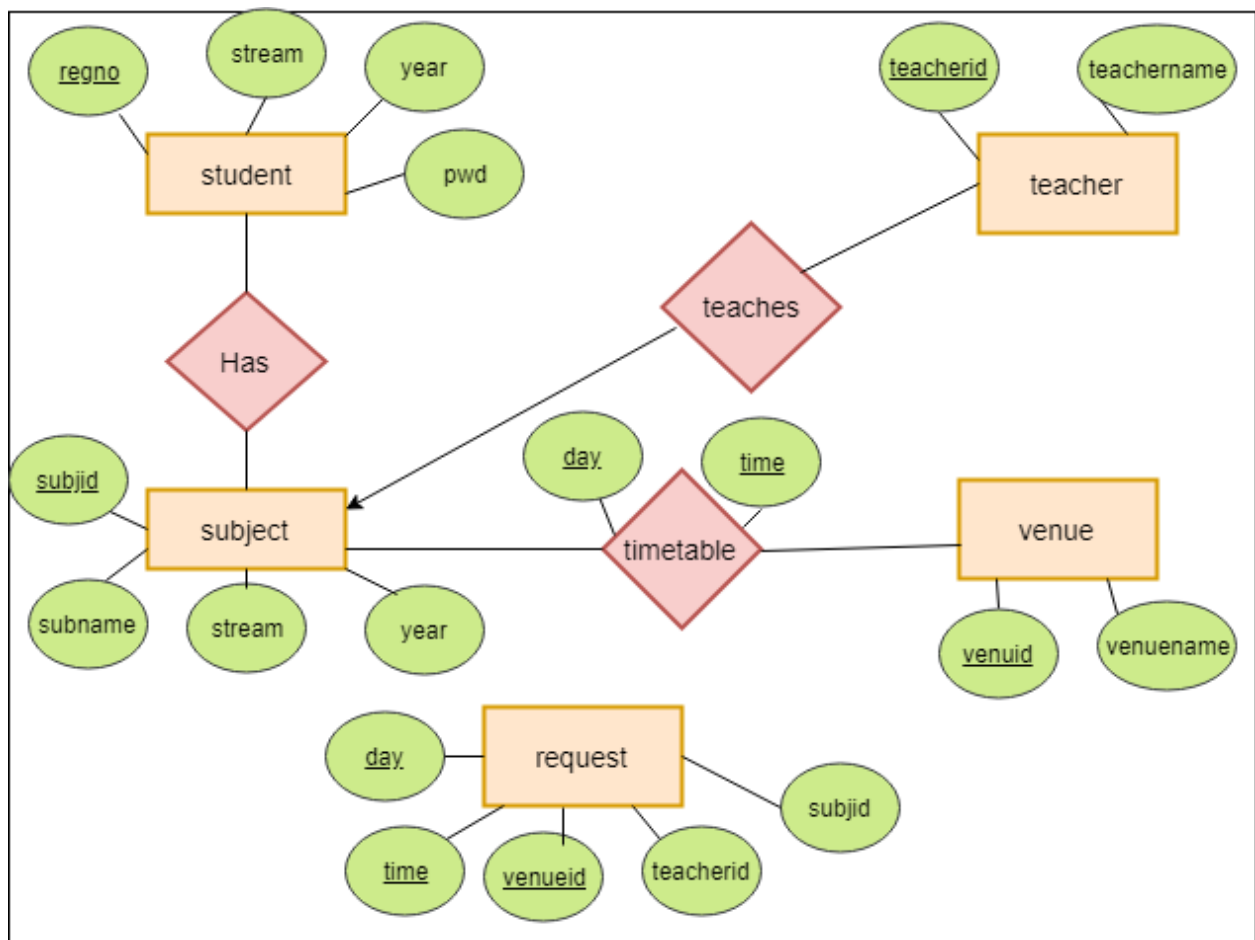 regno
stream
year
pwd
student
teacherid
teachername
teacher
teaches
Has
subjid
subject
subname
stream
year
day
time
timetable
venue
venuid
venuename
request
day
time
venueid
teacherid
subjid